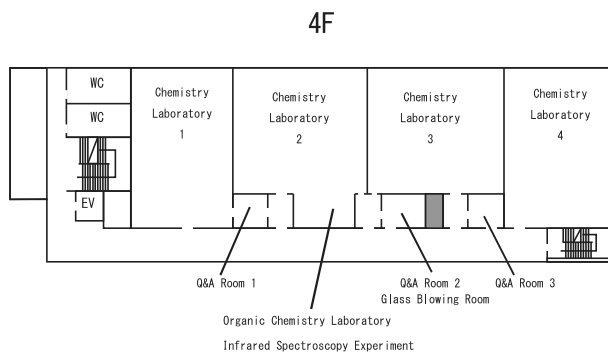 4F
WC
WC
EV
Chemistry
Laboratory
1
Chemistry
Laboratory
2
Chemistry
Laboratory
3
Chemistry
Laboratory
4
Q&A Room 1
Q&A Room 2
Glass Blowing Room
Q&A Room 3
Organic Chemistry Laboratory
Infrared Spectroscopy Experiment